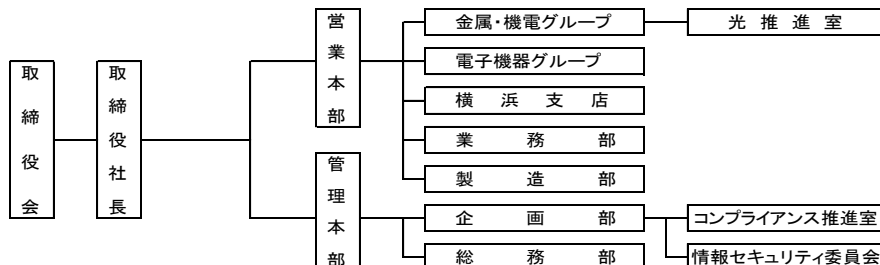 取締役会
取締役社長
営業本部
金属・機電グループ
光推進室
電子機器グループ
横浜支店
業務部
製造部
管理本部
企画部
コンプライアンス推進室
情報セキュリティ委員会
総務部